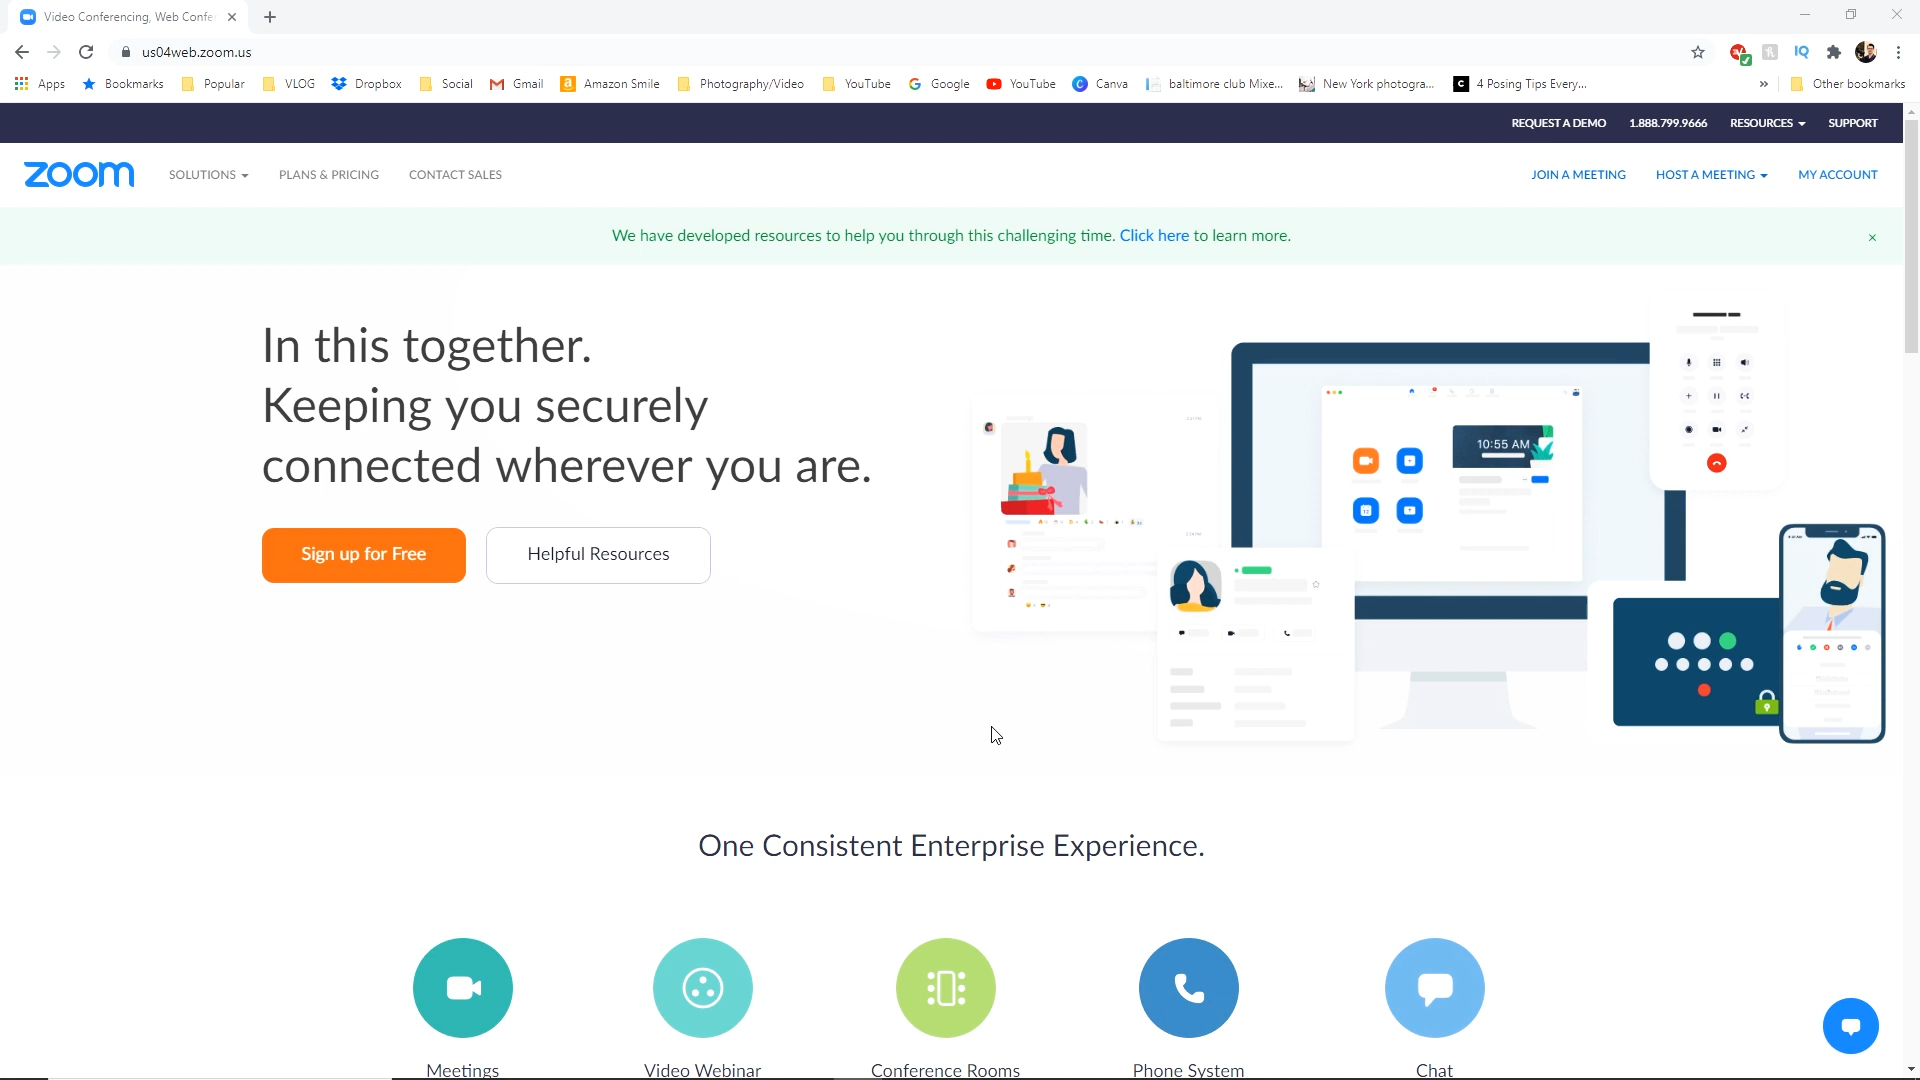 Video Conferencing, Web Confe
us04web.zoom.us
Apps Bookmarks Popular VLOG Dropbox Social Gmail Amazon Smile Photography/Video YouTube Google YouTube Canva baltimore club Mixe... New York photogra... 4 Posing Tips Every... » Other bookmarks
REQUEST A DEMO 1.888.799.9666 RESOURCES SUPPORT
zoom SOLUTIONS PLANS & PRICING CONTACT SALES JOIN A MEETING HOST A MEETING MY ACCOUNT
We have developed resources to help you through this challenging time. Click here to learn more. ×
In this together.
Keeping you securely
connected wherever you are.
Sign up for Free Helpful Resources
10:55 AM
One Consistent Enterprise Experience.
Meetings Video Webinar Conference Rooms Phone System Chat